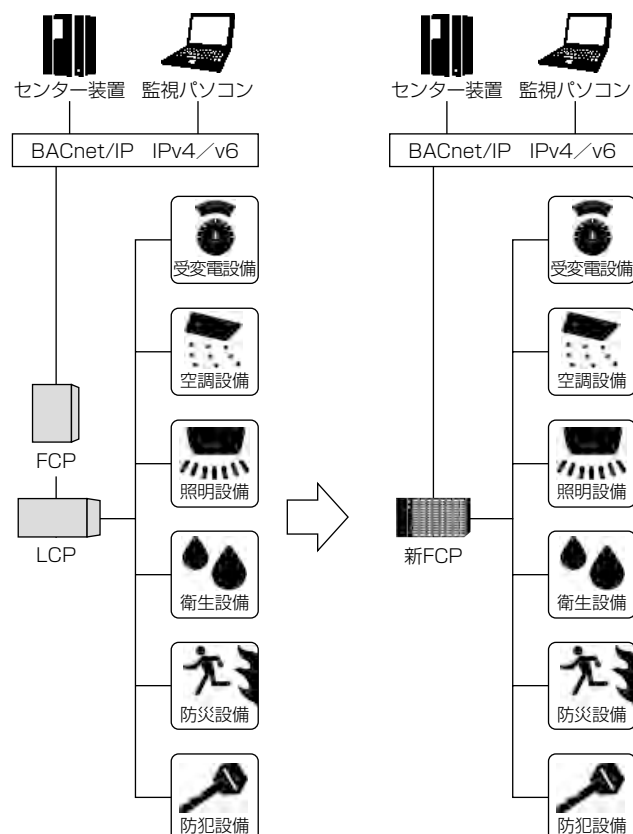 センター装置 監視パソコン
BACnet/IP IPv4／v6
受変電設備
空調設備
FCP
照明設備
LCP
衛生設備
防災設備
防犯設備
センター装置 監視パソコン
BACnet/IP IPv4／v6
受変電設備
空調設備
照明設備
新FCP
衛生設備
防災設備
防犯設備